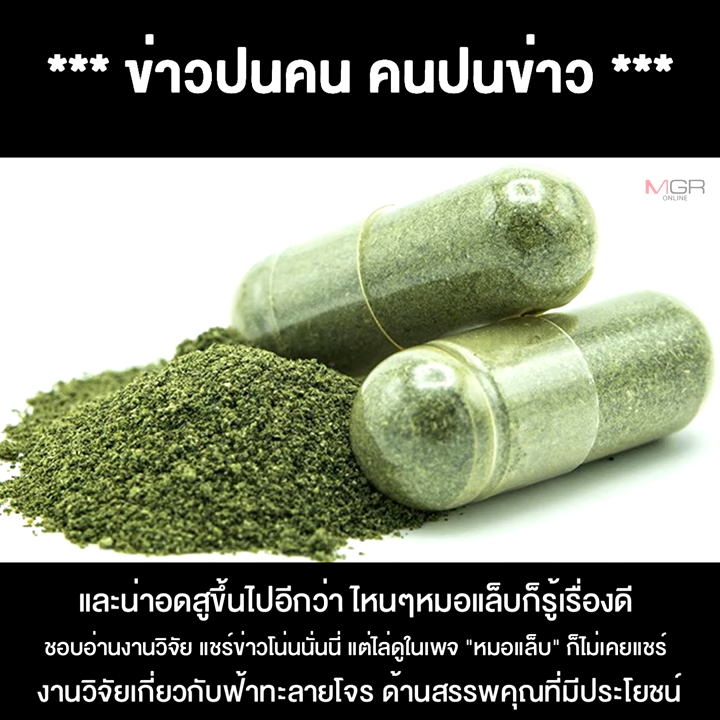 *** ข่าวปนคน คนปนข่าว ***
MGR
ONLINE
และน่าอดสูขึ้นไปอีกว่า ไหนๆหมอแล็บก็รู้เรื่องดี
ชอบอ่านงานวิจัย แชร์ข่าวโน่นนั่นนี่ แต่ไล่ดูในเพจ "หมอแล็บ" ก็ไม่เคยแชร์
งานวิจัยเกี่ยวกับฟ้าทะลายโจร ด้านสรรพคุณที่มีประโยชน์